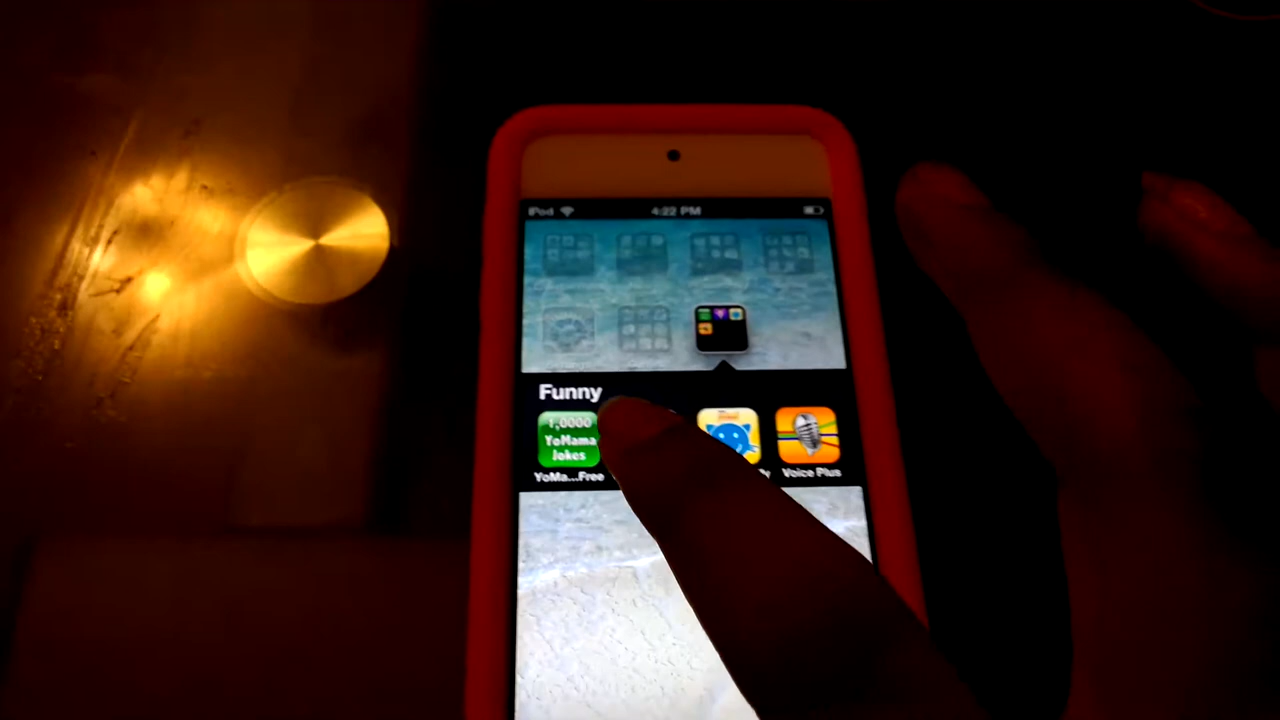 iPod 4:22 PM
Funny
1,0000
YoMama
Jokes
YoMa...Free
Voice Plus